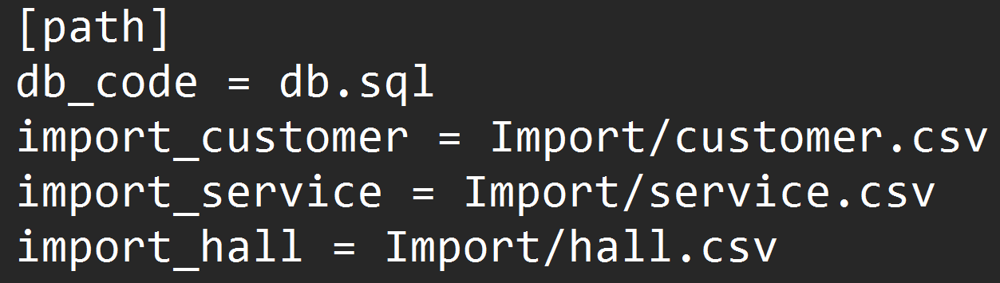 [path]
db_code = db.sql
import_customer = Import/customer.csv
import_service = Import/service.csv
import_hall = Import/hall.csv